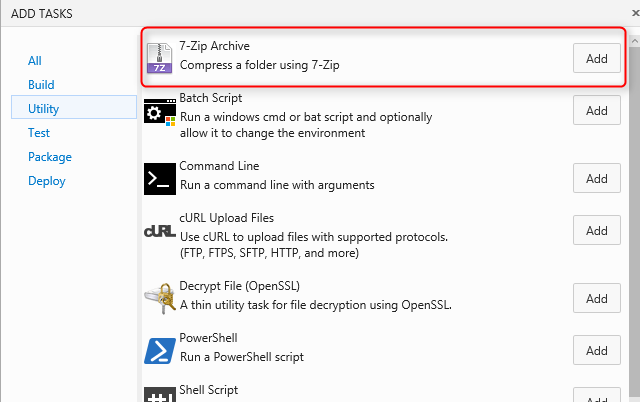 ADD TASKS
All
Build
Utility
Test
Package
Deploy
7-Zip Archive
Compress a folder using 7-Zip
Add
Batch Script
Run a windows cmd or bat script and optionally
allow it to change the environment
Add
Command Line
Run a command line with arguments
Add
cURL Upload Files
Use cURL to upload files with supported protocols.
(FTP, FTPS, SFTP, HTTP, and more)
Add
Decrypt File (OpenSSL)
A thin utility task for file decryption using OpenSSL.
Add
PowerShell
Run a PowerShell script
Add
Shell Script
Add
7Z
cURL